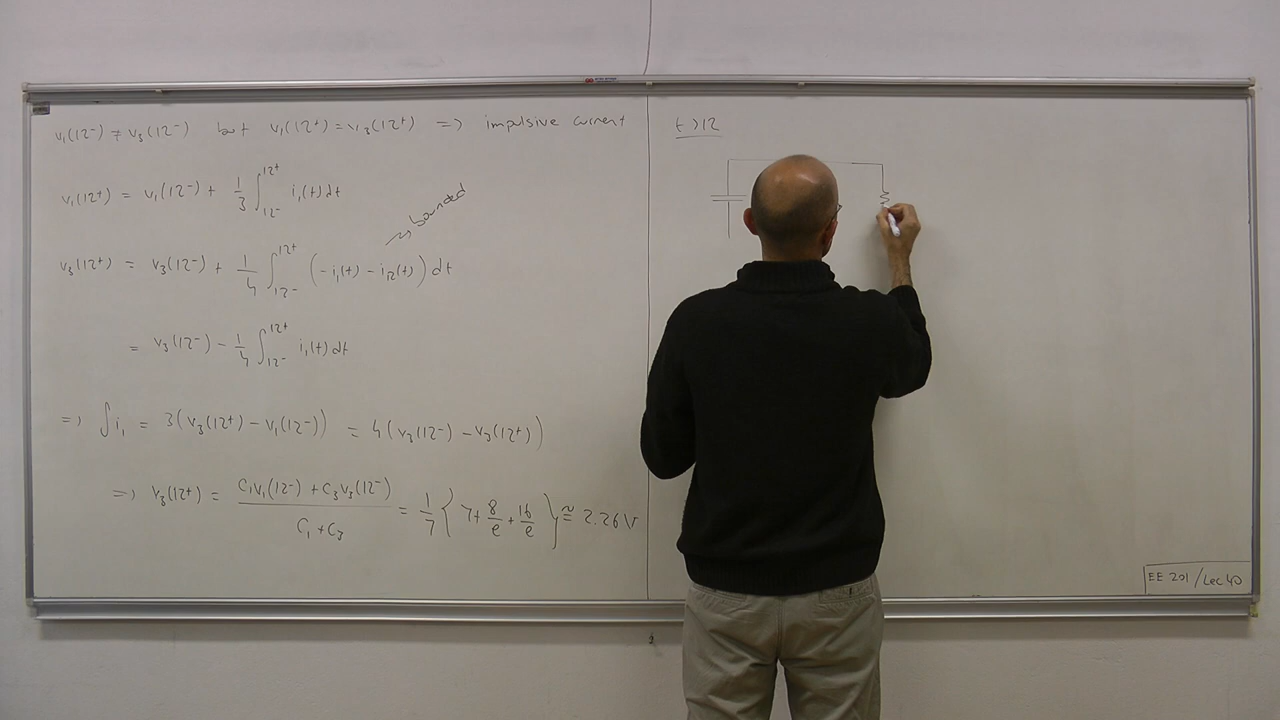 v₁(12⁻) ≠ v₃(12⁻) but v₁(12⁺) = v₃(12⁺) => impulsive current
v₁(12⁺) = v₁(12⁻) + 1/3 ∫_{12⁻}^{12⁺} i₁(t)dt
v₃(12⁺) = v₃(12⁻) + 1/4 ∫_{12⁻}^{12⁺} (-i₁(t) - i_R(t)) dt
bounded
= v₃(12⁻) - 1/4 ∫_{12⁻}^{12⁺} i₁(t)dt
=> ∫i₁ = 3(v₃(12⁺) - v₁(12⁻)) = 4(v₃(12⁻) - v₃(12⁺))
=> v₃(12⁺) = (C₁v₁(12⁻) + C₃v₃(12⁻))/(C₁+C₃) = 1/7 {7 + 8/e + 16/e} ≅ 2.26V
t>12
EE 201 / Lec 40